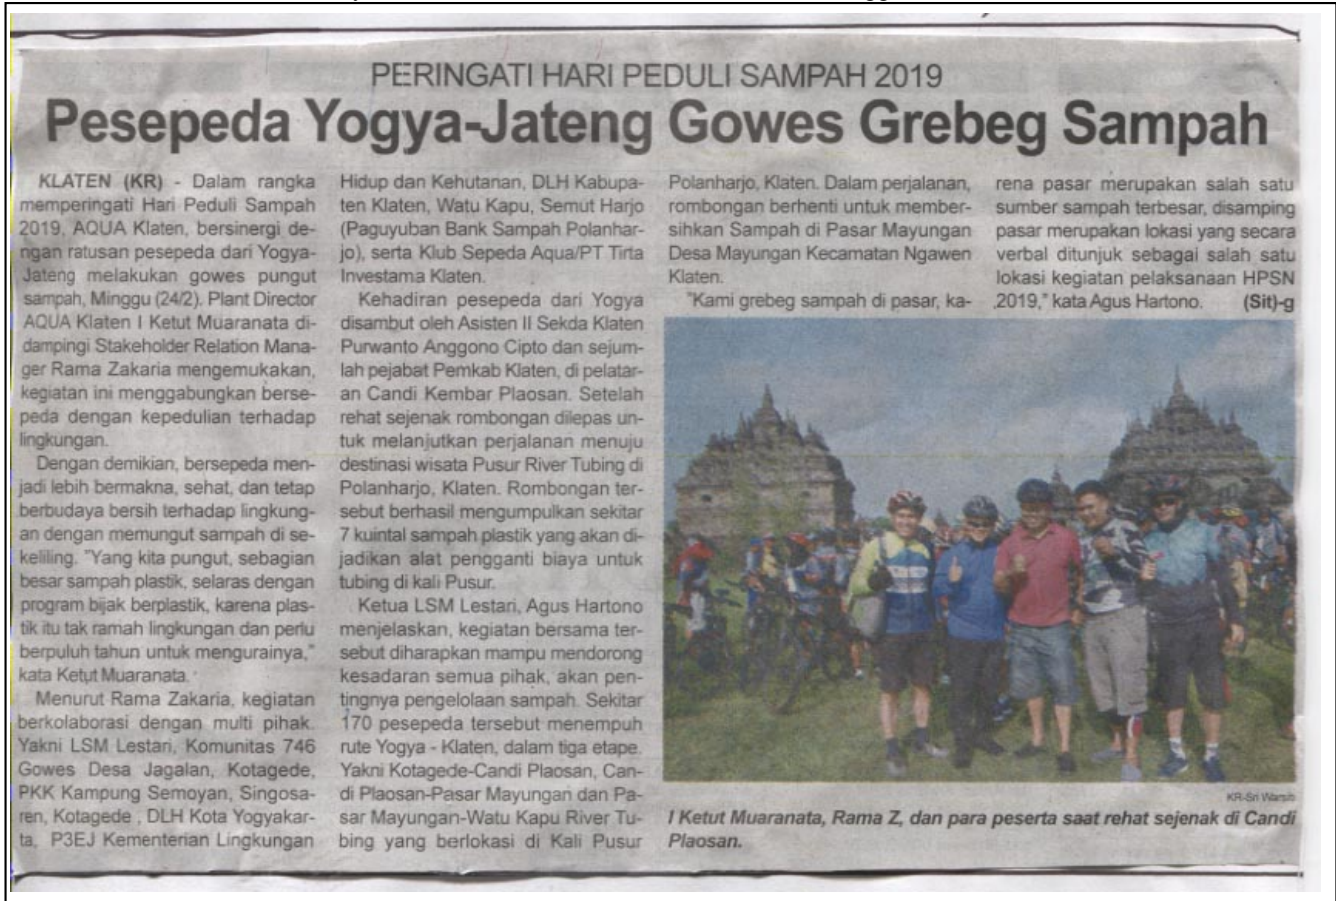 PERINGATI HARI PEDULI SAMPAH 2019
Pesepeda Yogya-Jateng Gowes Grebeg Sampah
KLATEN (KR) - Dalam rangka
memperingati Hari Peduli Sampah
2019, AQUA Klaten, bersinergi de-
ngan ratusan pesepeda dari Yogya-
Jateng melakukan gowes pungut
sampah, Minggu (24/2). Plant Director
AQUA Klaten I Ketut Muaranata di-
dampingi Stakeholder Relation Mana-
ger Rama Zakaria mengemukakan,
kegiatan ini menggabungkan berse-
peda dengan kepedulian terhadap
lingkungan.
Dengan demikian, bersepeda men-
jadi lebih bermakna, sehat, dan tetap
berbudaya bersih terhadap lingkung-
an dengan memungut sampah di se-
keliling. "Yang kita pungut, sebagian
besar sampah plastik, selaras dengan
program bijak berplastik, karena plas-
tik itu tak ramah lingkungan dan perlu
berpuluh tahun untuk mengurainya,"
kata Ketut Muaranata.
Menurut Rama Zakaria, kegiatan
berkolaborasi dengan multi pihak.
Yakni LSM Lestari, Komunitas 746
Gowes Desa Jagalan, Kotagede,
PKK Kampung Semoyan, Singosa-
ren, Kotagede , DLH Kota Yogyakar-
ta, P3EJ Kementerian Lingkungan
Hidup dan Kehutanan, DLH Kabupa-
ten Klaten, Watu Kapu, Semut Harjo
(Paguyuban Bank Sampah Polanhar-
jo), serta Klub Sepeda Aqua/PT Tirta
Investama Klaten.
Kehadiran pesepeda dari Yogya
disambut oleh Asisten II Sekda Klaten
Purwanto Anggono Cipto dan sejum-
lah pejabat Pemkab Klaten, di pelatar-
an Candi Kembar Plaosan. Setelah
rehat sejenak rombongan dilepas un-
tuk melanjutkan perjalanan menuju
destinasi wisata Pusur River Tubing di
Polanharjo, Klaten. Rombongan ter-
sebut berhasil mengumpulkan sekitar
7 kuintal sampah plastik yang akan di-
jadikan alat pengganti biaya untuk
tubing di kali Pusur.
Ketua LSM Lestari, Agus Hartono
menjelaskan, kegiatan bersama ter-
sebut diharapkan mampu mendorong
kesadaran semua pihak, akan pen-
tingnya pengelolaan sampah. Sekitar
170 pesepeda tersebut menempuh
rute Yogya - Klaten, dalam tiga etape.
Yakni Kotagede-Candi Plaosan, Can-
di Plaosan-Pasar Mayungan dan Pa-
sar Mayungan-Watu Kapu River Tu-
bing yang berlokasi di Kali Pusur
Polanharjo, Klaten. Dalam perjalanan,
rombongan berhenti untuk member-
sihkan Sampah di Pasar Mayungan
Desa Mayungan Kecamatan Ngawen
Klaten.
"Kami grebeg sampah di pasar, ka-
rena pasar merupakan salah satu
sumber sampah terbesar, disamping
pasar merupakan lokasi yang secara
verbal ditunjuk sebagai salah satu
lokasi kegiatan pelaksanaan HPSN
2019," kata Agus Hartono. (Sit)-g
KR-Sri Warsiti
I Ketut Muaranata, Rama Z, dan para peserta saat rehat sejenak di Candi
Plaosan.